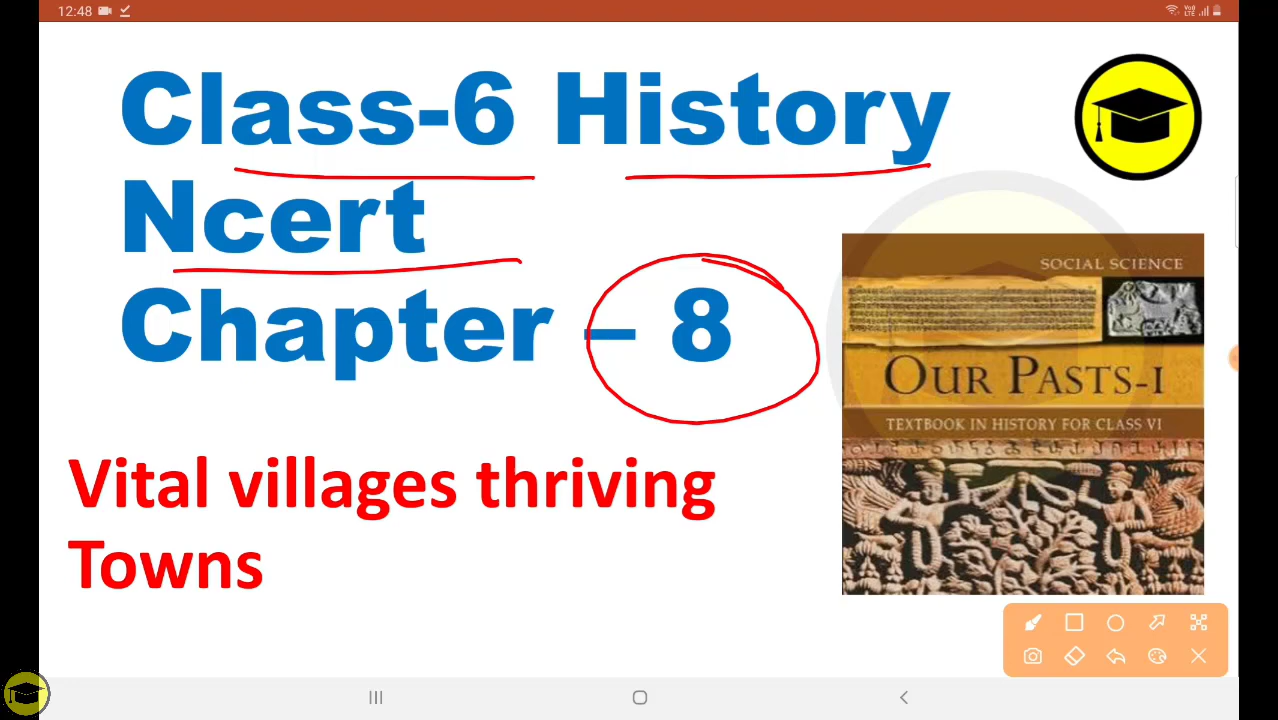 12:48
Class-6 History
Ncert
Chapter – 8
Vital villages thriving
Towns
SOCIAL SCIENCE
OUR PASTS-I
TEXTBOOK IN HISTORY FOR CLASS VI